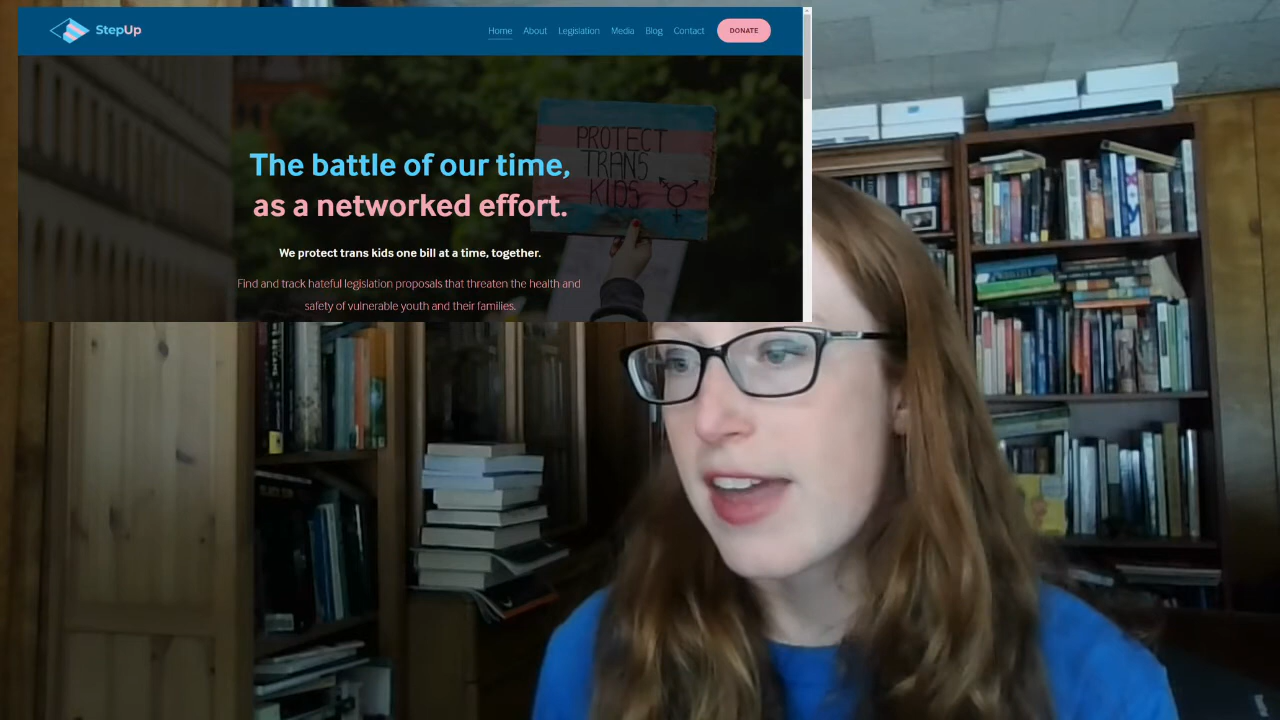 StepUp
Home About Legislation Media Blog Contact DONATE
PROTECT
TRANS
KIDS
The battle of our time,
as a networked effort.
We protect trans kids one bill at a time, together.
Find and track hateful legislation proposals that threaten the health and
safety of vulnerable youth and their families.